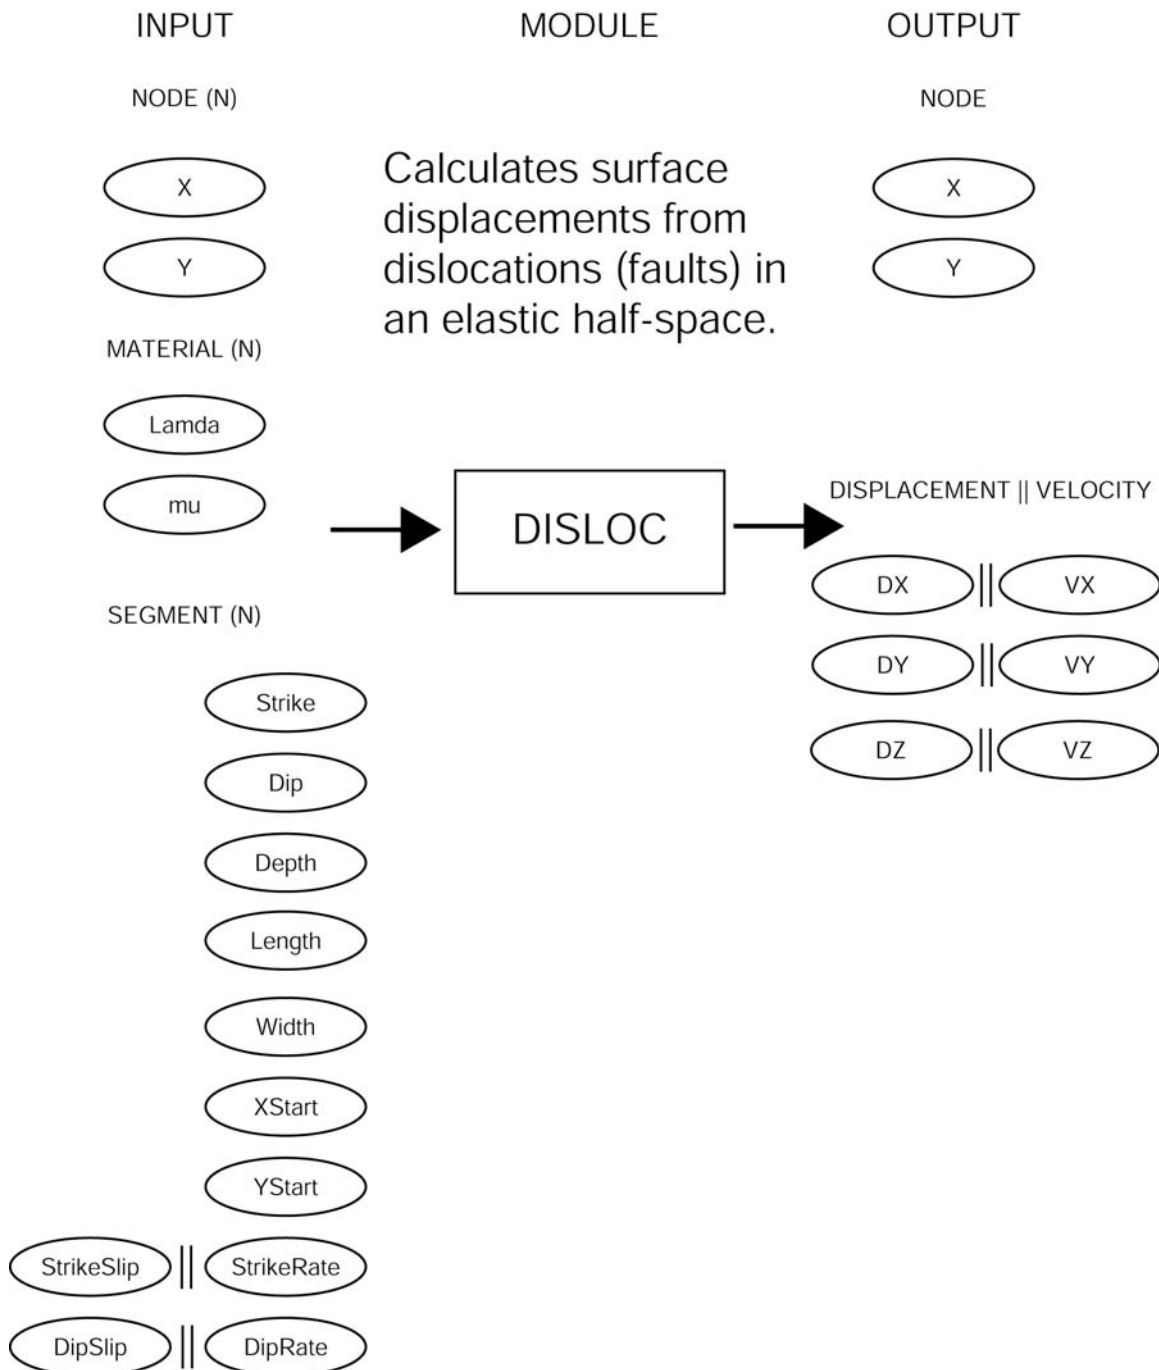 INPUT
MODULE
OUTPUT
NODE (N)
NODE
X
Y
MATERIAL (N)
Lamda
mu
SEGMENT (N)
Strike
Dip
Depth
Length
Width
XStart
YStart
StrikeSlip || StrikeRate
DipSlip || DipRate
Calculates surface
displacements from
dislocations (faults) in
an elastic half-space.
DISLOC
X
Y
DISPLACEMENT || VELOCITY
DX || VX
DY || VY
DZ || VZ